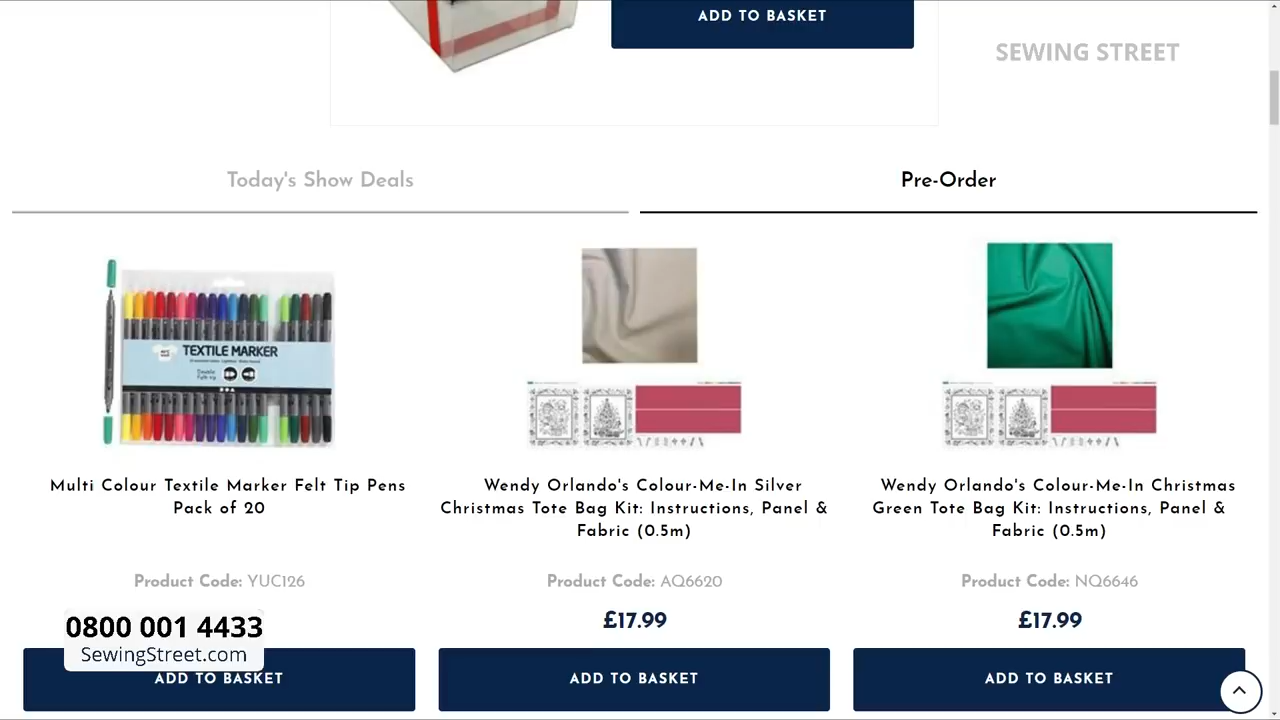 ADD TO BASKET
SEWING STREET
Today's Show Deals
Pre-Order
TEXTILE MARKER
Multi Colour Textile Marker Felt Tip Pens
Pack of 20
Product Code: YUC126
Wendy Orlando's Colour-Me-In Silver
Christmas Tote Bag Kit: Instructions, Panel &
Fabric (0.5m)
Product Code: AQ6620
£17.99
Wendy Orlando's Colour-Me-In Christmas
Green Tote Bag Kit: Instructions, Panel &
Fabric (0.5m)
Product Code: NQ6646
£17.99
0800 001 4433
SewingStreet.com
ADD TO BASKET
ADD TO BASKET
ADD TO BASKET